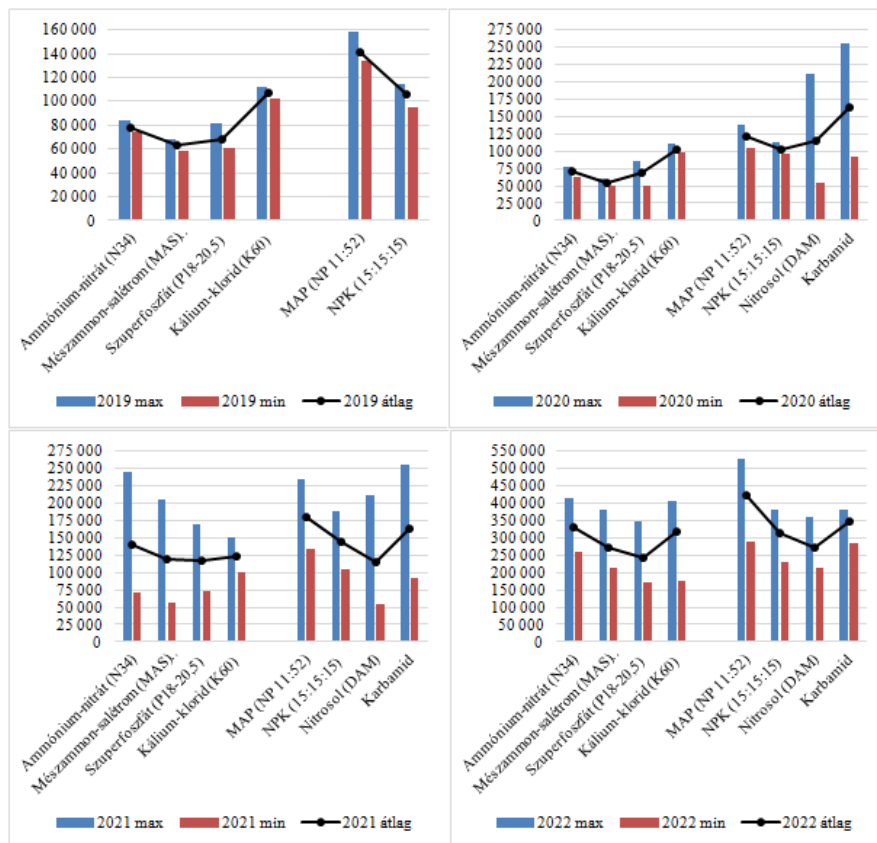 160 000
140 000
120 000
100 000
80 000
60 000
40 000
20 000
0
Ammónium-nitrát (N34)
Mészammon-salétrom (MAS)..
Szuperfoszfát (P18-20,5)
Kálium-klorid (K60)
MAP (NP 11:52)
NPK (15:15:15)
2019 max
2019 min
2019 átlag
275 000
250 000
225 000
200 000
175 000
150 000
125 000
100 000
75 000
50 000
25 000
0
Ammónium-nitrát (N34)
Mészammon-salétrom (MAS)..
Szuperfoszfát (P18-20,5)
Kálium-klorid (K60)
MAP (NP 11:52)
NPK (15:15:15)
Nitrosol (DAM)
Karbamid
2020 max
2020 min
2020 átlag
275 000
250 000
225 000
200 000
175 000
150 000
125 000
100 000
75 000
50 000
25 000
0
Ammónium-nitrát (N34)
Mészammon-salétrom (MAS)..
Szuperfoszfát (P18-20,5)
Kálium-klorid (K60)
MAP (NP 11:52)
NPK (15:15:15)
Nitrosol (DAM)
Karbamid
2021 max
2021 min
2021 átlag
550 000
500 000
450 000
400 000
350 000
300 000
250 000
200 000
150 000
100 000
50 000
0
Ammónium-nitrát (N34)
Mészammon-salétrom (MAS)..
Szuperfoszfát (P18-20,5)
Kálium-klorid (K60)
MAP (NP 11:52)
NPK (15:15:15)
Nitrosol (DAM)
Karbamid
2022 max
2022 min
2022 átlag